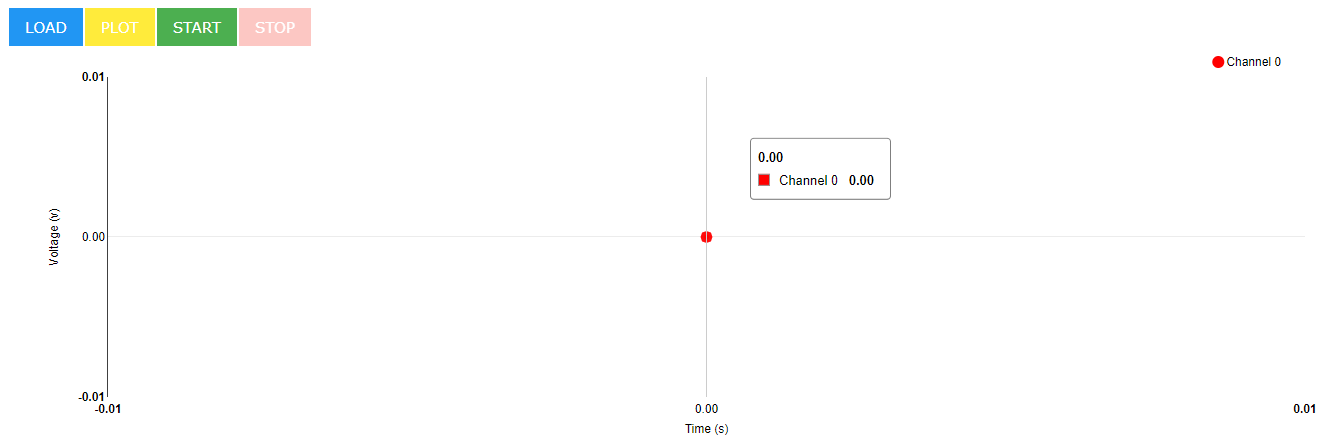 LOAD PLOT START STOP
Channel 0
0.01
0.00
Channel 0 0.00
Voltage (v)
0.00
-0.01
-0.01 0.00 0.01
Time (s)